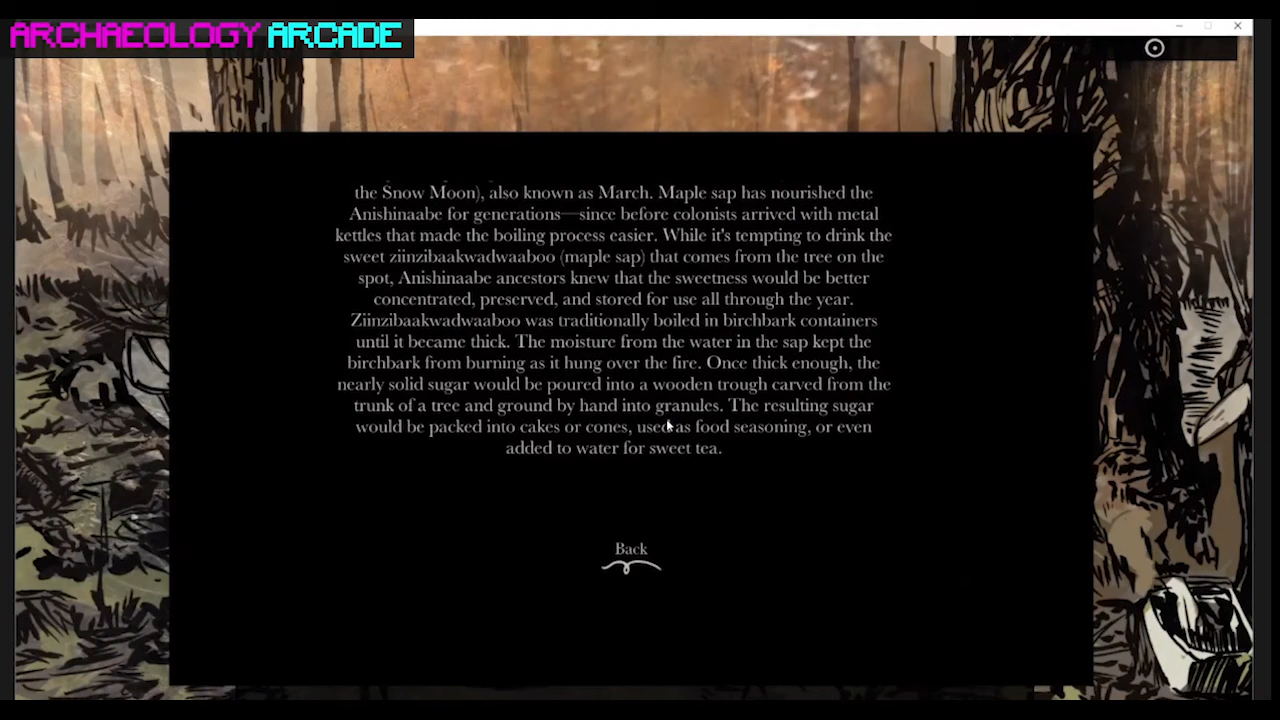 ARCHAEOLOGY ARCADE
the Snow Moon), also known as March. Maple sap has nourished the
Anishinaabe for generations—since before colonists arrived with metal
kettles that made the boiling process easier. While it's tempting to drink the
sweet ziinzibaakwadwaaboo (maple sap) that comes from the tree on the
spot, Anishinaabe ancestors knew that the sweetness would be better
concentrated, preserved, and stored for use all through the year.
Ziinzibaakwadwaaboo was traditionally boiled in birchbark containers
until it became thick. The moisture from the water in the sap kept the
birchbark from burning as it hung over the fire. Once thick enough, the
nearly solid sugar would be poured into a wooden trough carved from the
trunk of a tree and ground by hand into granules. The resulting sugar
would be packed into cakes or cones, used as food seasoning, or even
added to water for sweet tea.
Back